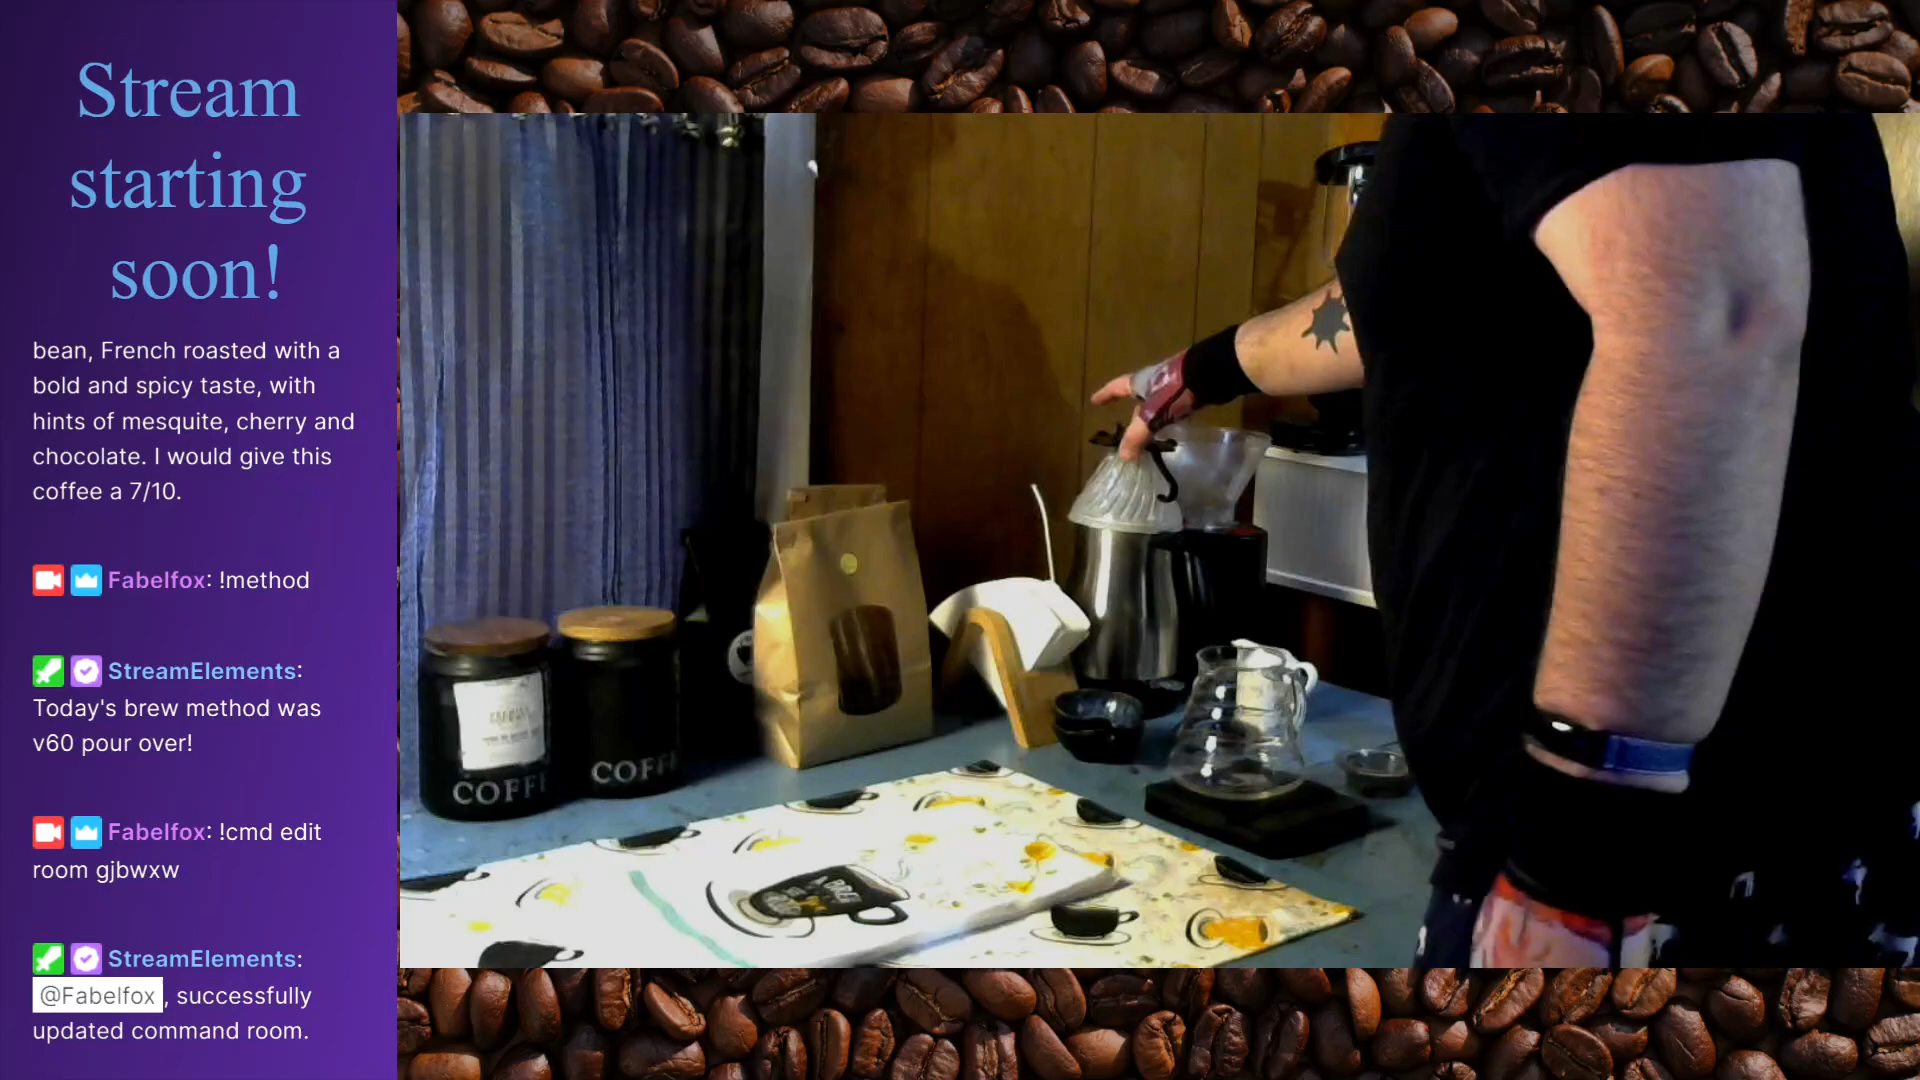 Stream
starting
soon!
bean, French roasted with a
bold and spicy taste, with
hints of mesquite, cherry and
chocolate. I would give this
coffee a 7/10.
Fabelfox: !method
StreamElements:
Today's brew method was
v60 pour over!
Fabelfox: !cmd edit
room gjbwxw
StreamElements:
@Fabelfox, successfully
updated command room.
COFF
COFF